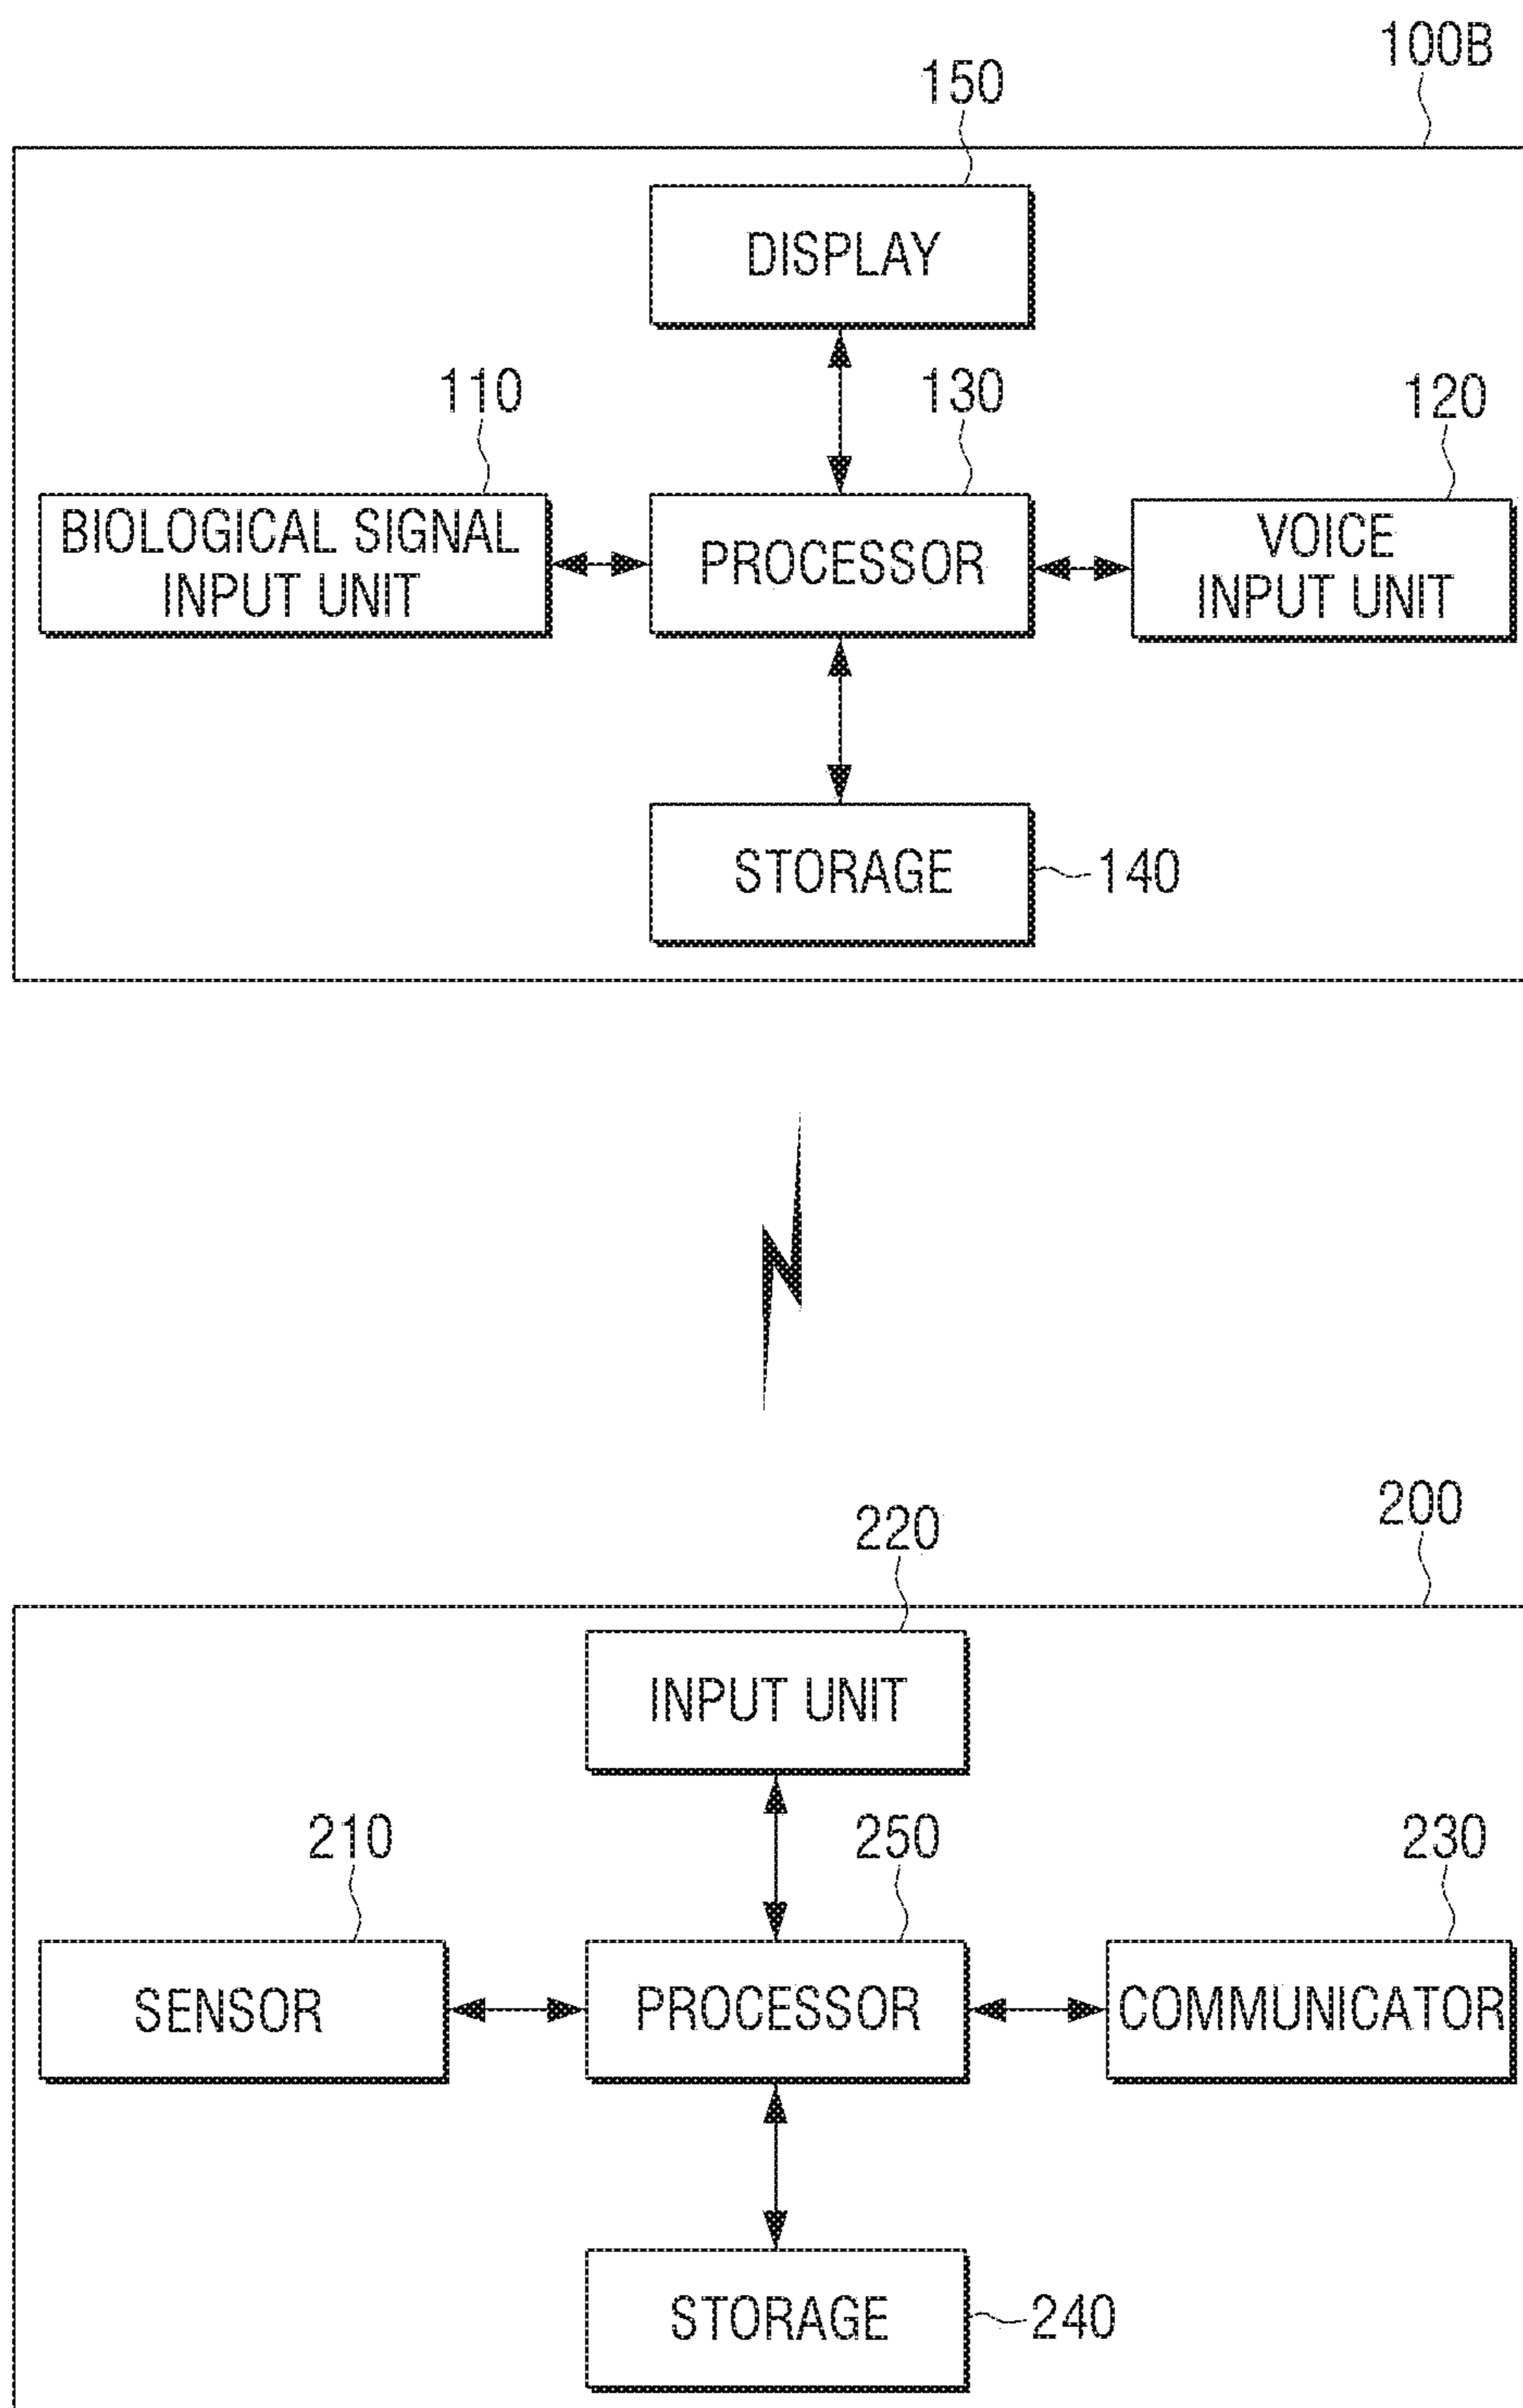 100B
150
DISPLAY
110
130
120
BIOLOGICAL SIGNAL
INPUT UNIT
PROCESSOR
VOICE
INPUT UNIT
STORAGE
140
200
220
INPUT UNIT
210
250
230
SENSOR
PROCESSOR
COMMUNICATOR
STORAGE
240